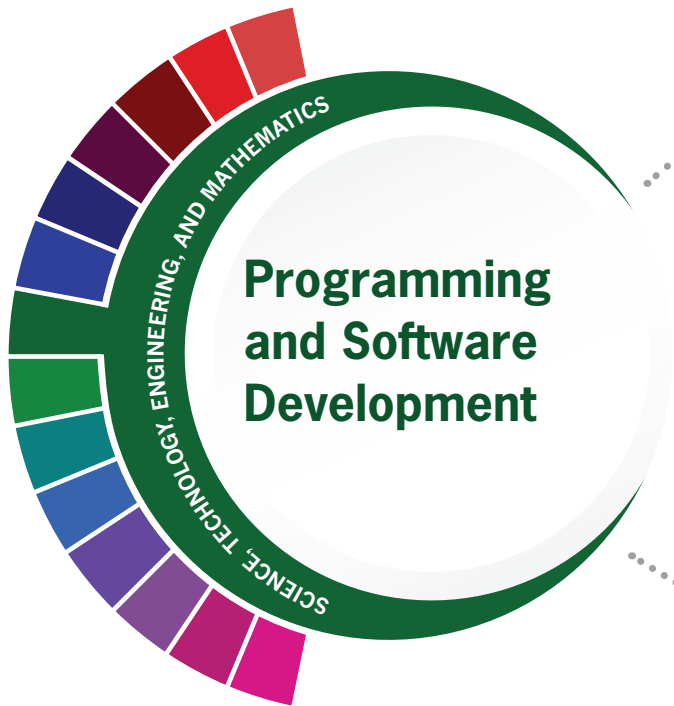 SCIENCE, TECHNOLOGY, ENGINEERING, AND MATHEMATICS
Programming
and Software
Development